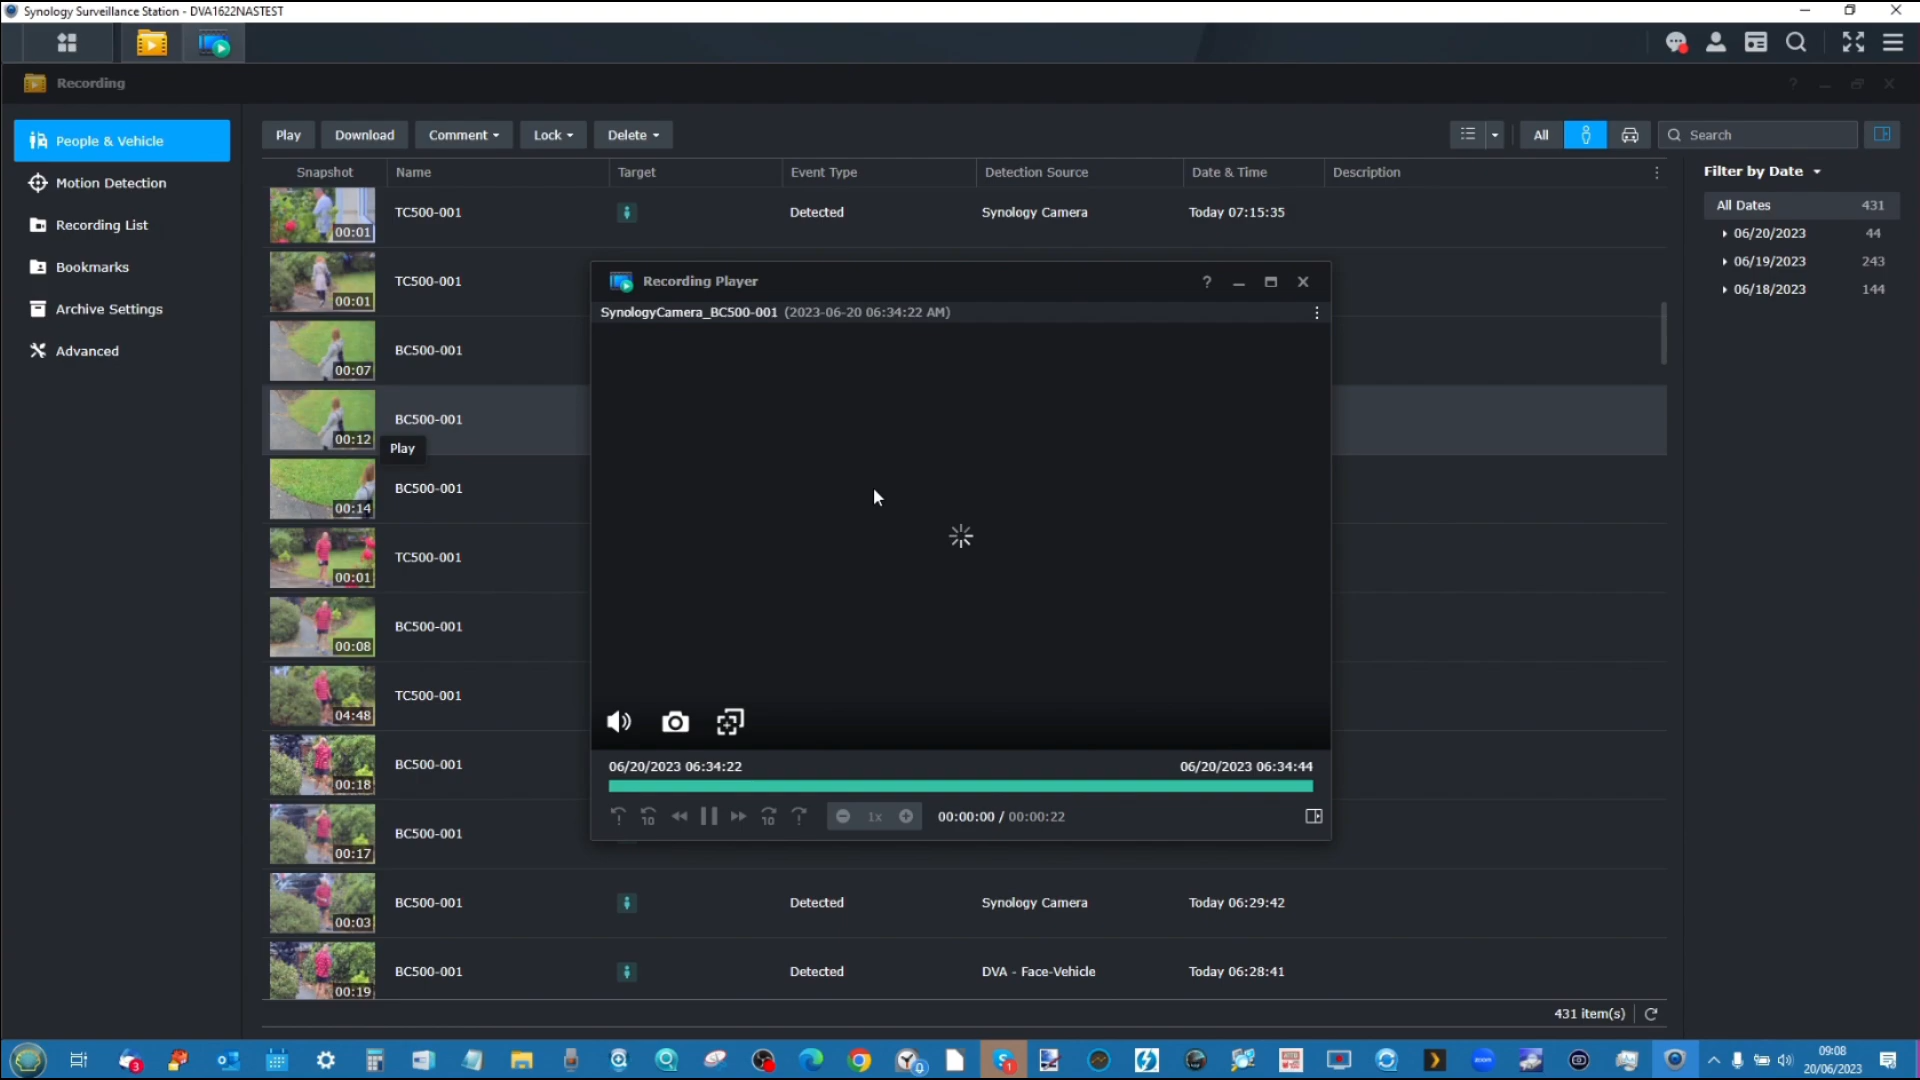 Synology Surveillance Station - DVA1622NASTEST
Recording
People & Vehicle
Motion Detection
Recording List
Bookmarks
Archive Settings
Advanced
Play Download Comment Lock Delete All Search
Snapshot Name Target Event Type Detection Source Date & Time Description
00:01 TC500-001 Detected Synology Camera Today 07:15:35
00:01 TC500-001
00:07 BC500-001
00:12 BC500-001
Play
00:14 BC500-001
00:01 TC500-001
00:08 BC500-001
04:48 TC500-001
00:18 BC500-001
00:17 BC500-001
00:03 BC500-001 Detected Synology Camera Today 06:29:42
00:19 BC500-001 Detected DVA - Face-Vehicle Today 06:28:41
431 item(s)
Recording Player ?
SynologyCamera_BC500-001 (2023-06-20 06:34:22 AM)
06/20/2023 06:34:22 06/20/2023 06:34:44
10 10 1x 00:00:00 / 00:00:22
Filter by Date
All Dates 431
06/20/2023 44
06/19/2023 243
06/18/2023 144
09:08
20/06/2023